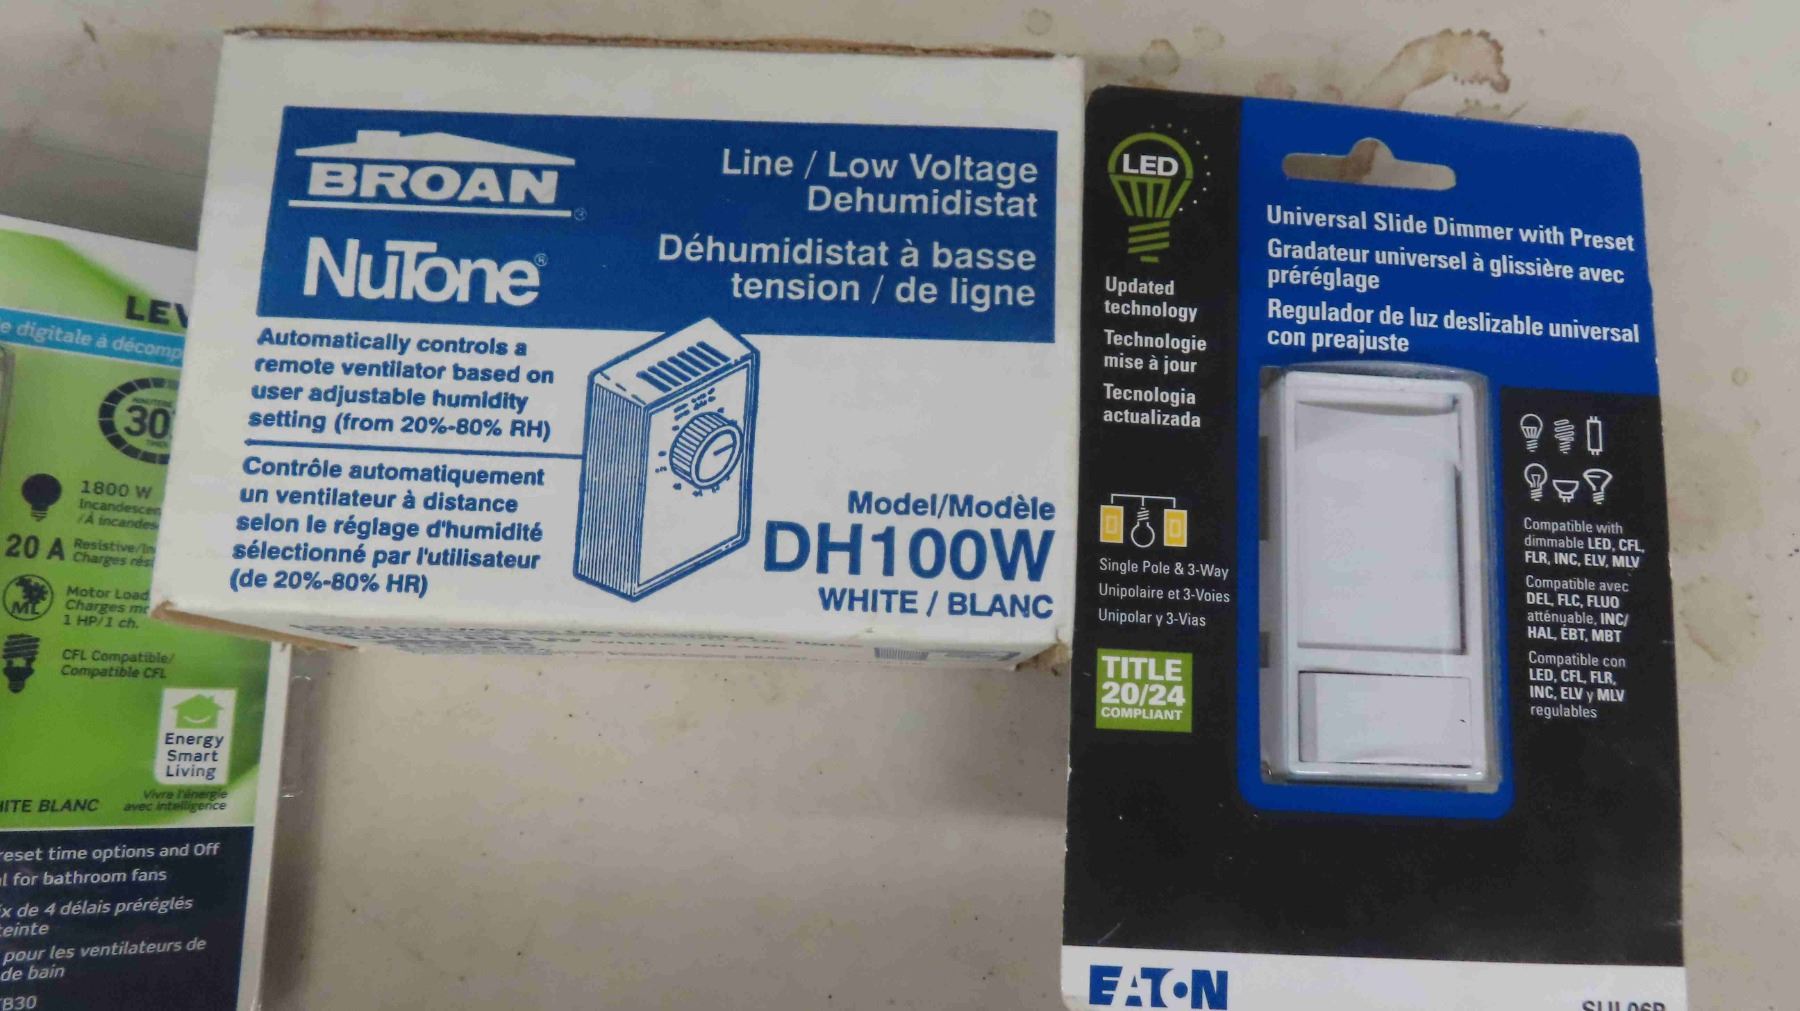 LEV
e digitale à décomp
30
1800 W
Incandescen
/À incandes
20 A
Resistive/In
Charges rés
ML
Motor Load
Charges mo
1 HP/1 ch.
CFL Compatible/
Compatible CFL
Energy
Smart
Living
Vivre l'énergie
avec intelligence
ITE BLANC
reset time options and Off
l for bathroom fans
x de 4 délais préréglés
teinte
pour les ventilateurs de
de bain
B30
BROAN
NuTone®
Line / Low Voltage
Dehumidistat
Déhumidistat à basse
tension / de ligne
Automatically controls a
remote ventilator based on
user adjustable humidity
setting (from 20%-80% RH)
Contrôle automatiquement
un ventilateur à distance
selon le réglage d'humidité
sélectionné par l'utilisateur
(de 20%-80% HR)
Model/Modèle
DH100W
WHITE / BLANC
LED
Updated
technology
Technologie
mise à jour
Tecnologia
actualizada
Single Pole & 3-Way
Unipolaire et 3-Voies
Unipolar y 3-Vias
TITLE
20/24
COMPLIANT
Universal Slide Dimmer with Preset
Gradateur universel à glissière avec
préréglage
Regulador de luz deslizable universal
con preajuste
Compatible with
dimmable LED, CFL,
FLR, INC, ELV, MLV
Compatible avec
DEL, FLC, FLUO
atténuable, INC/
HAL, ÉBT, MBT
Compatible con
LED, CFL, FLR,
INC, ELV y MLV
regulables
EATON